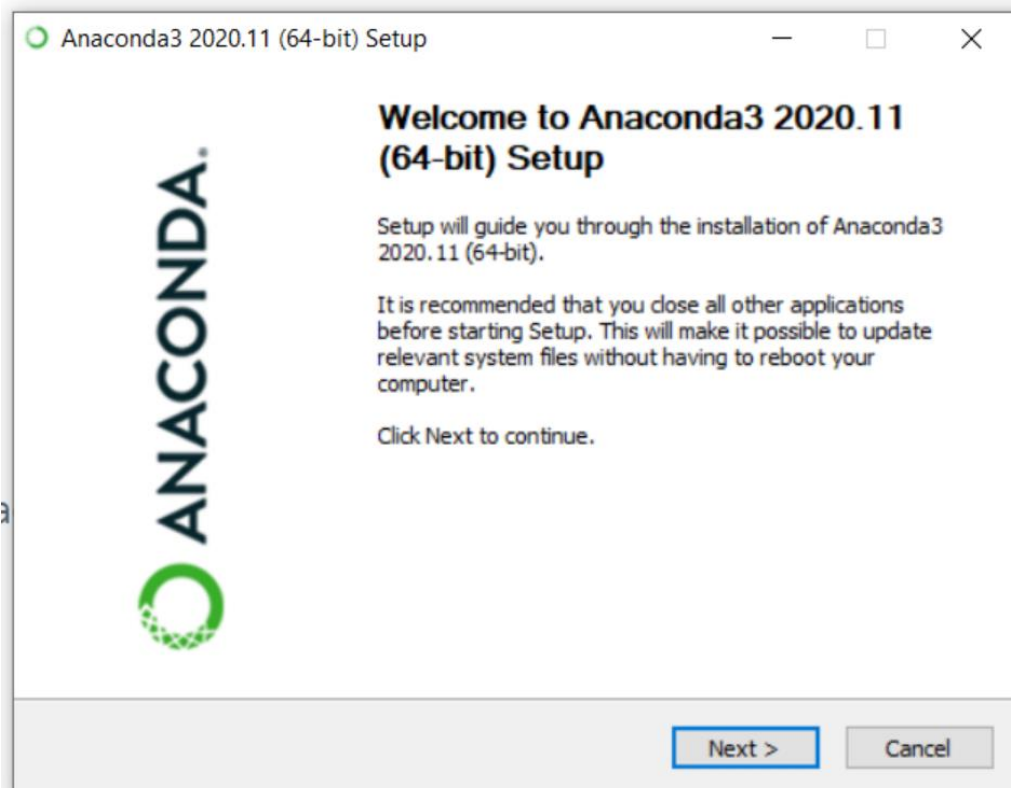 Anaconda3 2020.11 (64-bit) Setup
ANACONDA.
Welcome to Anaconda3 2020.11
(64-bit) Setup
Setup will guide you through the installation of Anaconda3
2020.11 (64-bit).
It is recommended that you close all other applications
before starting Setup. This will make it possible to update
relevant system files without having to reboot your
computer.
Click Next to continue.
Next >
Cancel